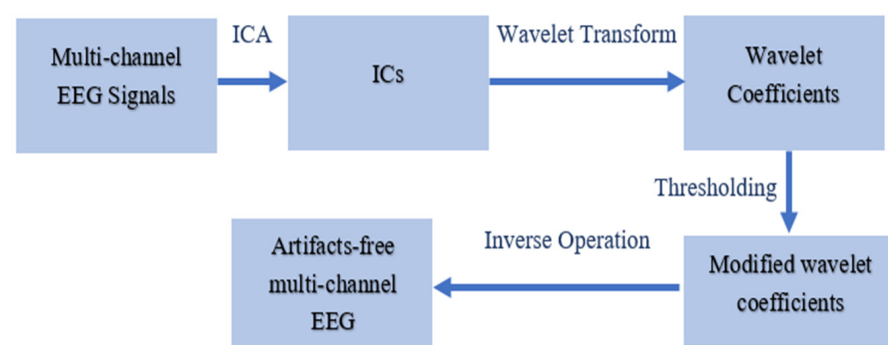 Multi-channel
EEG Signals
ICA
ICs
Wavelet Transform
Wavelet
Coefficients
Thresholding
Modified wavelet
coefficients
Inverse Operation
Artifacts-free
multi-channel
EEG